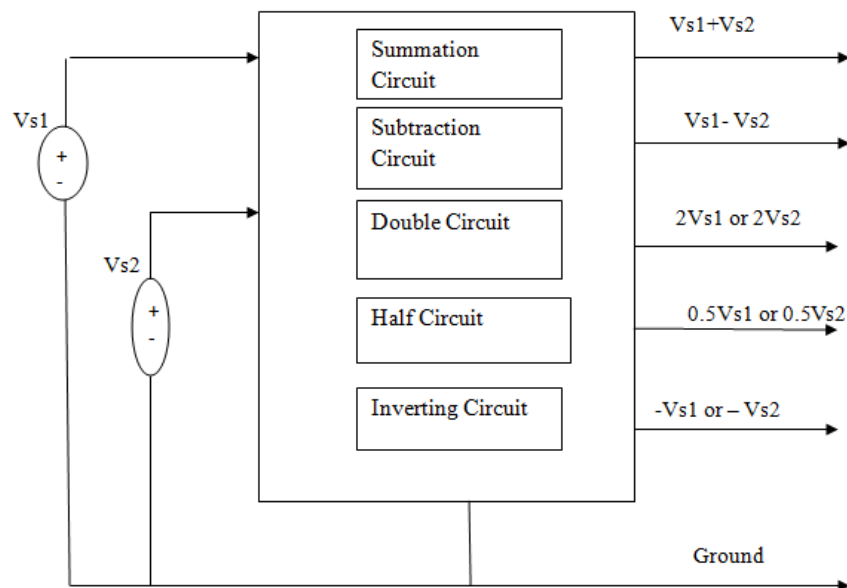 Vs1+Vs2
Summation
Circuit
Vs1
+
-
Subtraction
Circuit
Vs1- Vs2
Double Circuit
2Vs1 or 2Vs2
Vs2
+
-
Half Circuit
0.5Vs1 or 0.5Vs2
Inverting Circuit
-Vs1 or – Vs2
Ground